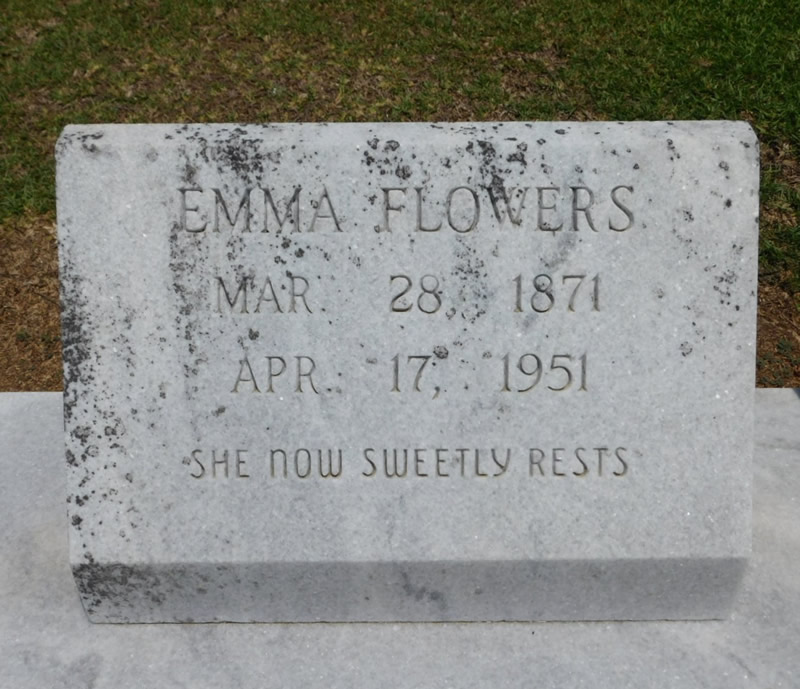 EMMA FLOWERS
MAR. 28, 1871
APR. 17, 1951
SHE NOW SWEETLY RESTS